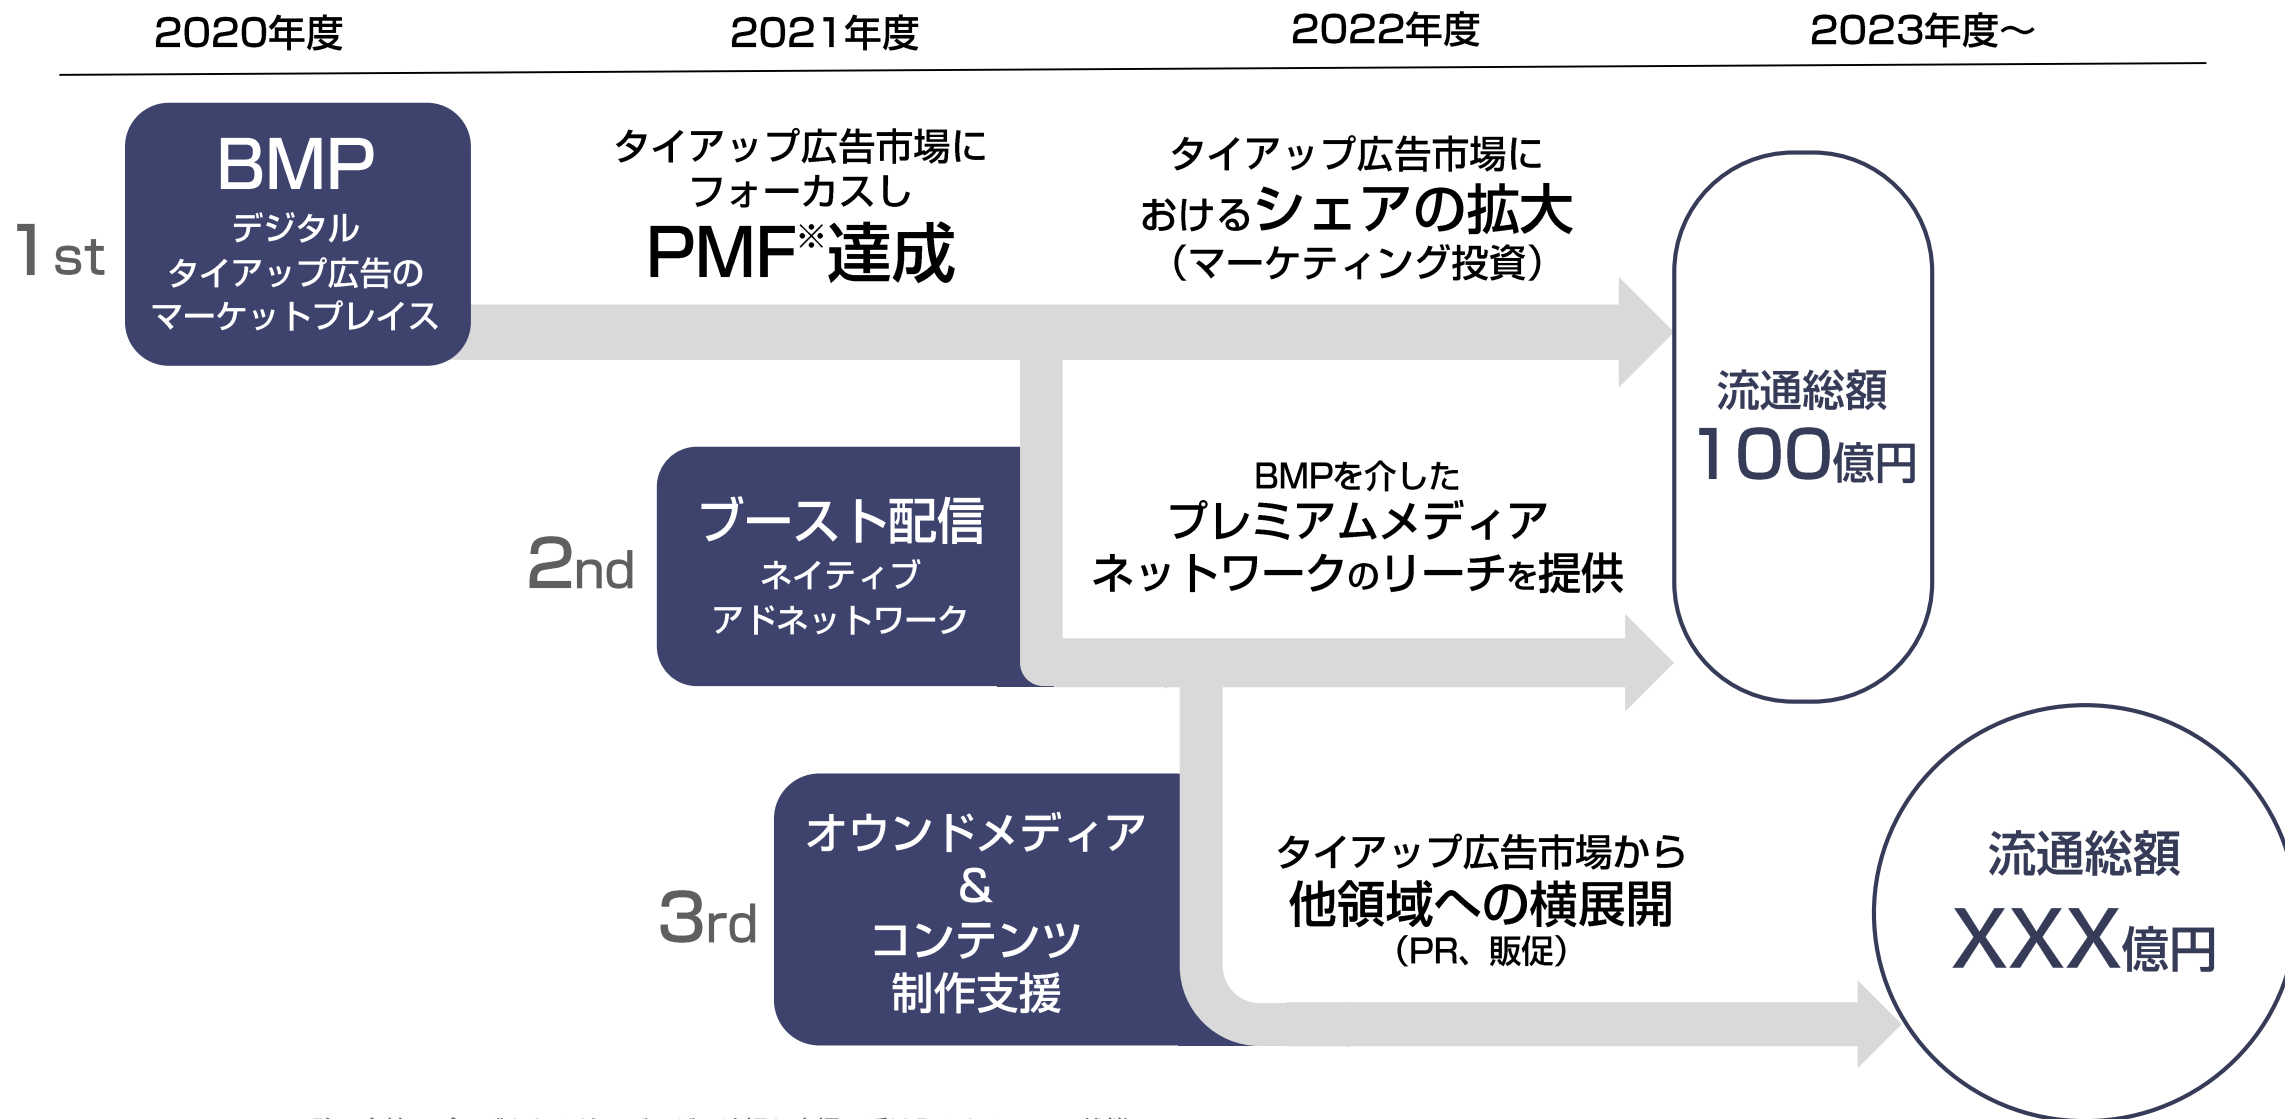 2020年度
2021年度
2022年度
2023年度～
1st
BMP
デジタル
タイアップ広告の
マーケットプレイス
タイアップ広告市場に
フォーカスし
PMF※達成
タイアップ広告市場に
おけるシェアの拡大
（マーケティング投資）
流通総額
100億円
2nd
ブースト配信
ネイティブ
アドネットワーク
BMPを介した
プレミアムメディア
ネットワークのリーチを提供
3rd
オウンドメディア
&
コンテンツ
制作支援
タイアップ広告市場から
他領域への横展開
（PR、販促）
流通総額
XXX億円